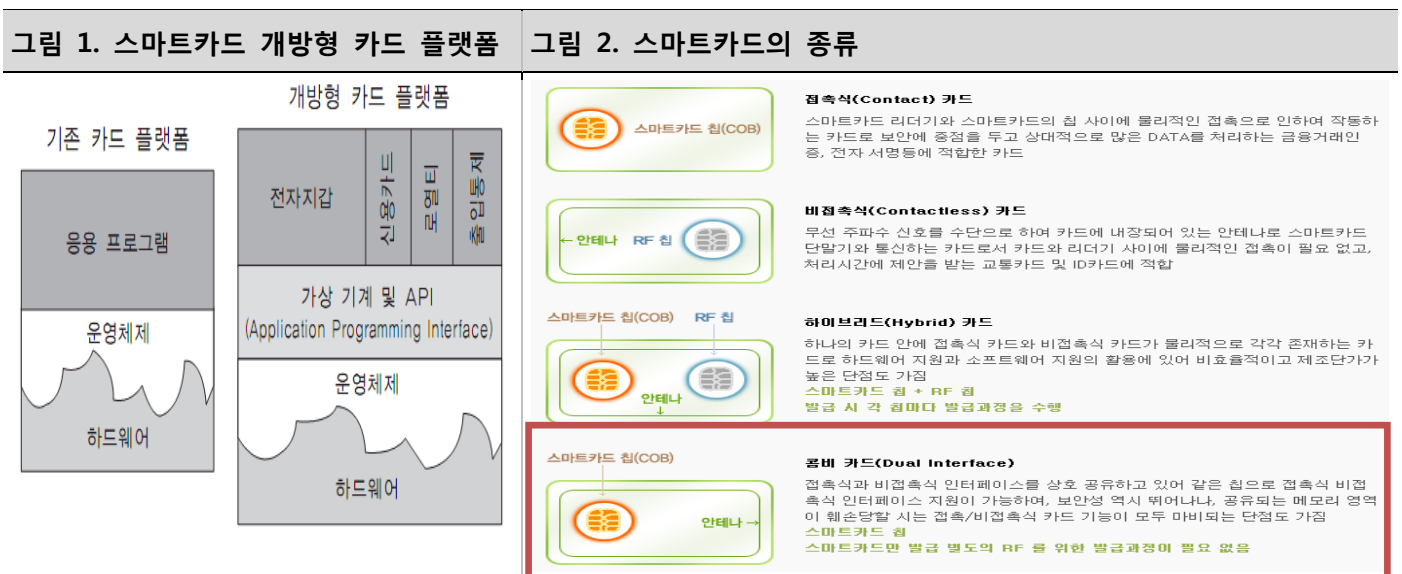 그림 1. 스마트카드 개방형 카드 플랫폼
그림 2. 스마트카드의 종류
기존 카드 플랫폼
응용 프로그램
운영체제
하드웨어
개방형 카드 플랫폼
전자지갑
신용카드
로열티
출입통제
가상 기계 및 API
(Application Programming Interface)
운영체제
하드웨어
스마트카드 칩(COB)
접촉식(Contact) 카드
스마트카드 리더기와 스마트카드의 칩 사이에 물리적인 접촉으로 인하여 작동하
는 카드로 보안에 중점을 두고 상대적으로 많은 DATA를 처리하는 금융거래인
증, 전자 서명등에 적합한 카드
← 안테나 RF 칩
비접촉식(Contactless) 카드
무선 주파수 신호를 수단으로 하여 카드에 내장되어 있는 안테나로 스마트카드
단말기와 통신하는 카드로서 카드와 리더기 사이에 물리적인 접촉이 필요 없고,
처리시간에 제안을 받는 교통카드 및 ID카드에 적합
스마트카드 칩(COB) RF 칩
안테나
↓
하이브리드(Hybrid) 카드
하나의 카드 안에 접촉식 카드와 비접촉식 카드가 물리적으로 각각 존재하는 카
드로 하드웨어 지원과 소프트웨어 지원의 활용에 있어 비효율적이고 제조단가가
높은 단점도 가짐
스마트카드 칩 + RF 칩
발급 시 각 칩마다 발급과정을 수행
스마트카드 칩(COB)
안테나 →
콤비 카드(Dual Interface)
접촉식과 비접촉식 인터페이스를 상호 공유하고 있어 같은 칩으로 접촉식 비접
촉식 인터페이스 지원이 가능하며, 보안성 역시 뛰어나나, 공유되는 메모리 영역
이 훼손당할 시는 접촉/비접촉식 카드 기능이 모두 마비되는 단점도 가짐
스마트카드 칩
스마트카드만 발급 별도의 RF 를 위한 발급과정이 필요 없음